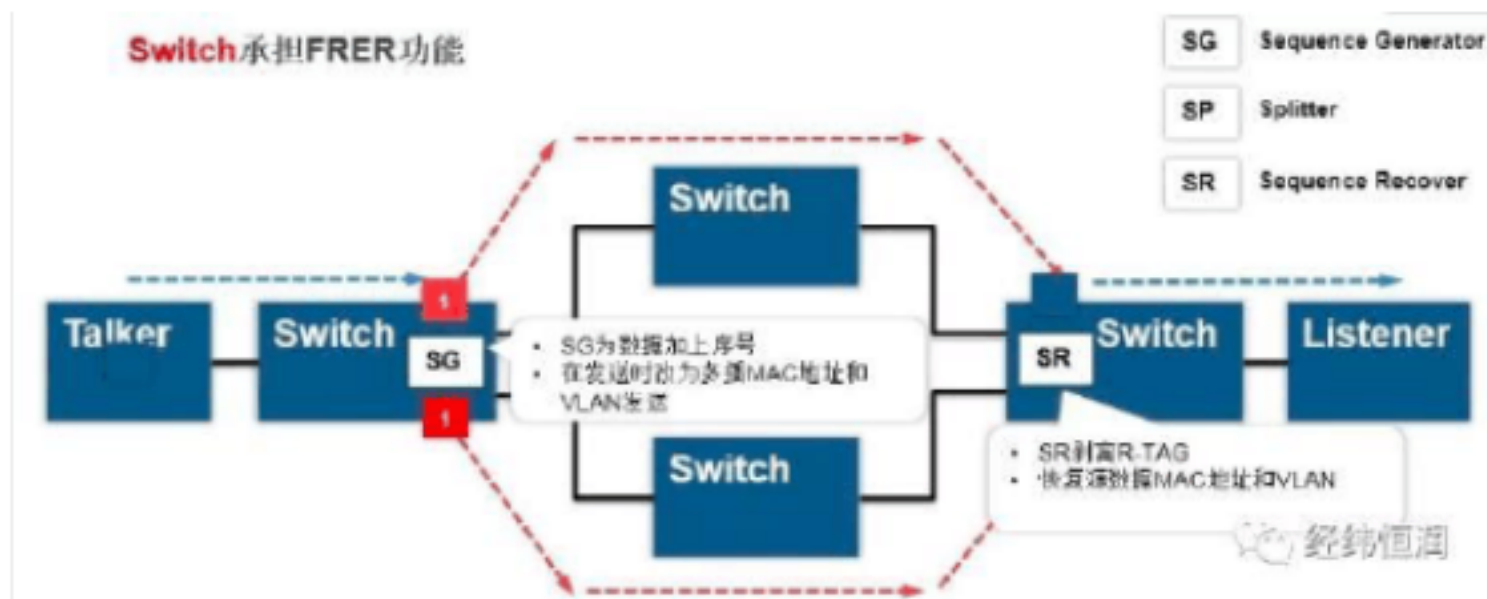 Switch承担FRER功能
SG Sequence Generator
SP Splitter
SR Sequence Recover
Switch
Talker
Switch
1
SG
1
• SG为数据加上序号
• 在发送时改为多播MAC地址和
VLAN发送
SR
Switch
Listener
Switch
• SR剥离R-TAG
• 恢复源数据MAC地址和VLAN
经纬恒润